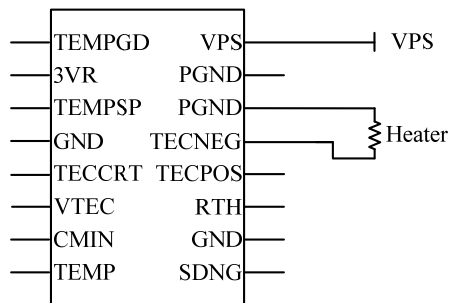 TEMPGD VPS VPS
3VR PGND
TEMPSP PGND
GND TECNEG Heater
TECCRT TECPOS
VTEC RTH
CMIN GND
TEMP SDNG